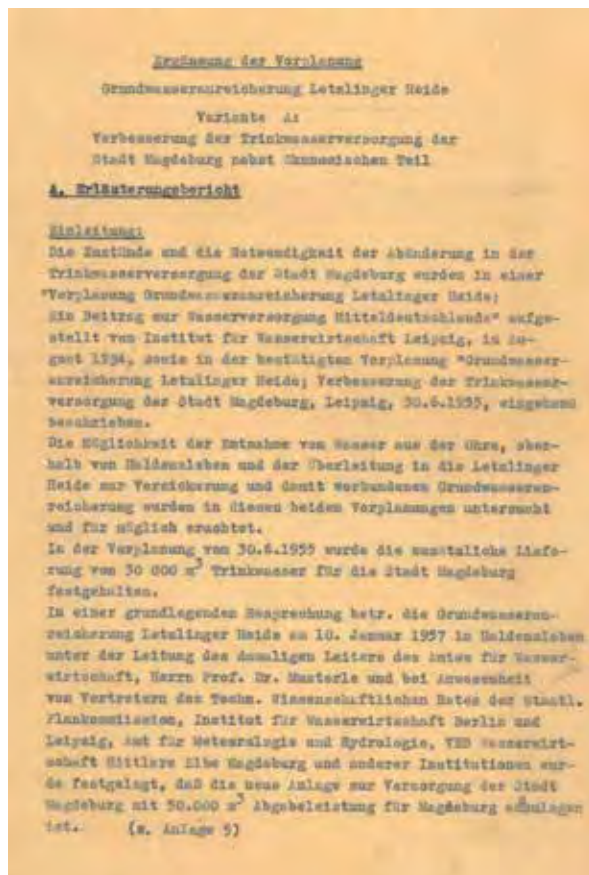 Ergänzung der Vorplanung
Grundwasseranreicherung Letzlinger Heide
Variante A:
Verbesserung der Trinkwasserversorgung der
Stadt Magdeburg nebst ökonomischen Teil
A. Erläuterungsbericht
Einleitung:
Die Zustände und die Notwendigkeit der Abänderung in der
Trinkwasserversorgung der Stadt Magdeburg wurden in einer
"Vorplanung Grundwasseranreicherung Letzlinger Heide;
Ein Beitrag zur Wasserversorgung Mitteldeutschlands" aufge-
stellt von Institut für Wasserwirtschaft Leipzig, im Au-
gust 1954, sowie in der bestätigten Vorplanung "Grundwasser-
anreicherung Letzlinger Heide; Verbesserung der Trinkwasser-
versorgung der Stadt Magdeburg, Leipzig, 30.6.1955, eingehend
beschrieben.
Die Möglichkeit der Entnahme von Wasser aus der Ohre, ober-
halb von Haldensleben und der Überleitung in die Letzlinger
Heide zur Versickerung und damit verbundenen Grundwasseran-
reicherung wurden in diesen beiden Vorplanungen untersucht
und für möglich erachtet.
In der Vorplanung vom 30.6.1955 wurde die zusätzliche Liefe-
rung von 30 000 m³ Trinkwasser für die Stadt Magdeburg
festgehalten.
In einer grundlegenden Besprechung betr. die Grundwasseran-
reicherung Letzlinger Heide am 10. Januar 1957 in Haldensleben
unter der Leitung des damaligen Leiters des Amtes für Wasser-
wirtschaft, Herrn Prof. Dr. Musterle und bei Anwesenheit
von Vertretern des Techn. Wissenschaftlichen Rates der Staatl.
Plankommission, Institut für Wasserwirtschaft Berlin und
Leipzig, Amt für Meteorologie und Hydrologie, VEB Wasserwirt-
schaft Mittlere Elbe Magdeburg und anderer Institutionen wur-
de festgelegt, daß die neue Anlage zur Versorgung der Stadt
Magdeburg mit 50.000 m³ Abgabeleistung für Magdeburg
ist. (s. Anlage 5)